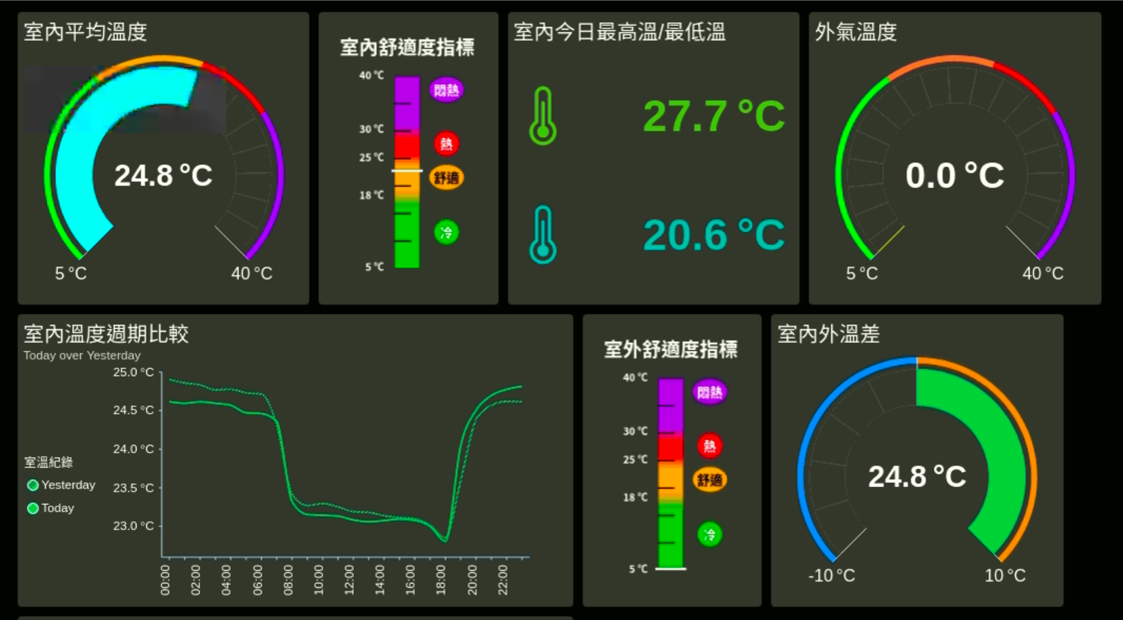 室內平均溫度
24.8 °C
5 °C
40 °C
室內舒適度指標
40 °C
悶熱
30 °C
熱
25 °C
舒適
18 °C
冷
5 °C
室內今日最高溫/最低溫
27.7 °C
20.6 °C
外氣溫度
0.0 °C
5 °C
40 °C
室內溫度週期比較
Today over Yesterday
25.0 °C
24.5 °C
24.0 °C
23.5 °C
23.0 °C
室溫紀錄
Yesterday
Today
00:00
02:00
04:00
06:00
08:00
10:00
12:00
14:00
16:00
18:00
20:00
22:00
室外舒適度指標
40 °C
悶熱
30 °C
熱
25 °C
舒適
18 °C
冷
5 °C
室內外溫差
24.8 °C
-10 °C
10 °C